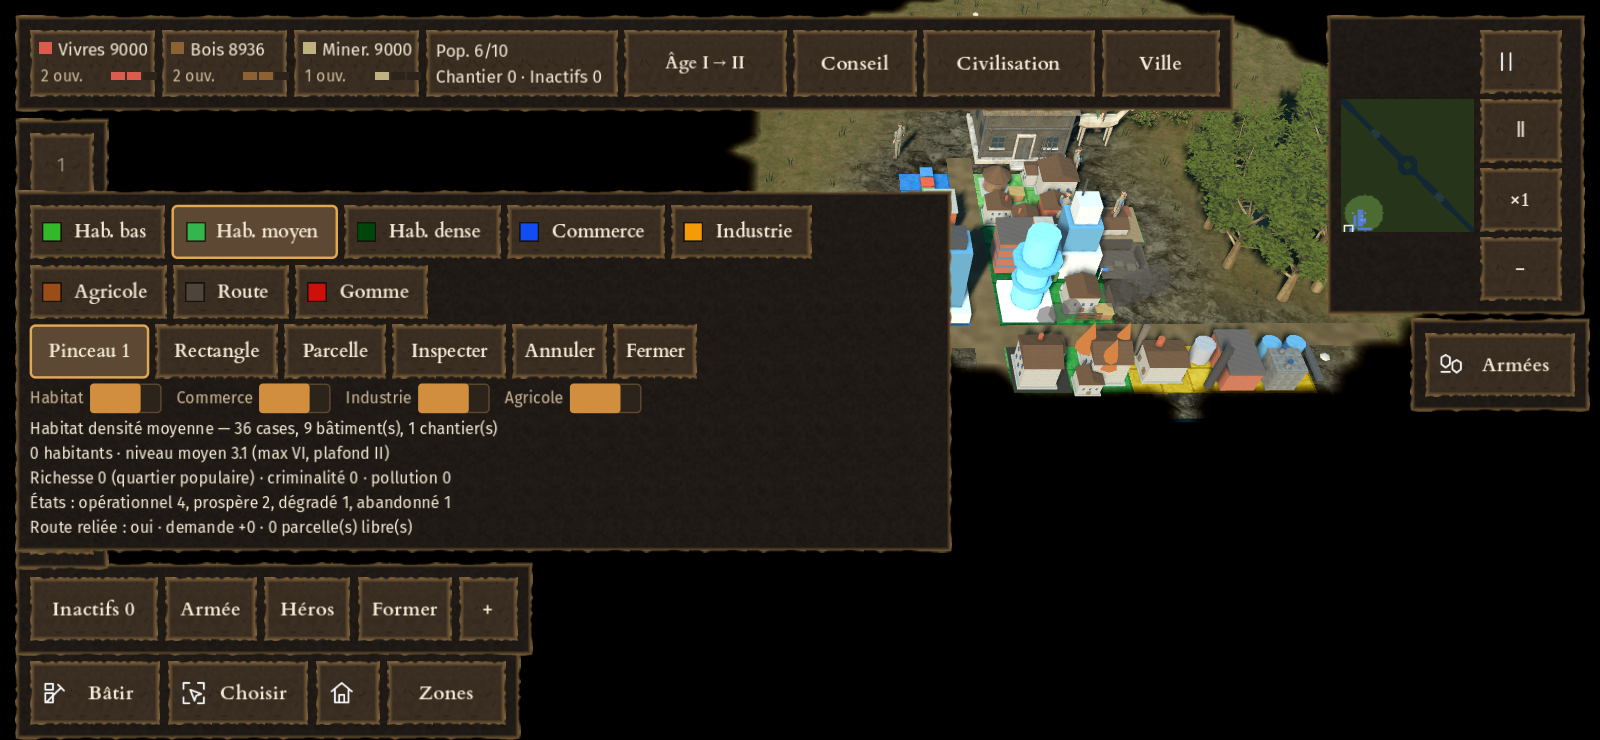 Vivres 9000
2 ouv.
Bois 8936
2 ouv.
Miner. 9000
1 ouv.
Pop. 6/10
Chantier 0 · Inactifs 0
Âge I → II
Conseil
Civilisation
Ville
1
||
||
×1
−
Hab. bas
Hab. moyen
Hab. dense
Commerce
Industrie
Agricole
Route
Gomme
Pinceau 1
Rectangle
Parcelle
Inspecter
Annuler
Fermer
Habitat
Commerce
Industrie
Agricole
Habitat densité moyenne — 36 cases, 9 bâtiment(s), 1 chantier(s)
0 habitants · niveau moyen 3.1 (max VI, plafond II)
Richesse 0 (quartier populaire) · criminalité 0 · pollution 0
États : opérationnel 4, prospère 2, dégradé 1, abandonné 1
Route reliée : oui · demande +0 · 0 parcelle(s) libre(s)
Armées
Inactifs 0
Armée
Héros
Former
+
Bâtir
Choisir
Zones